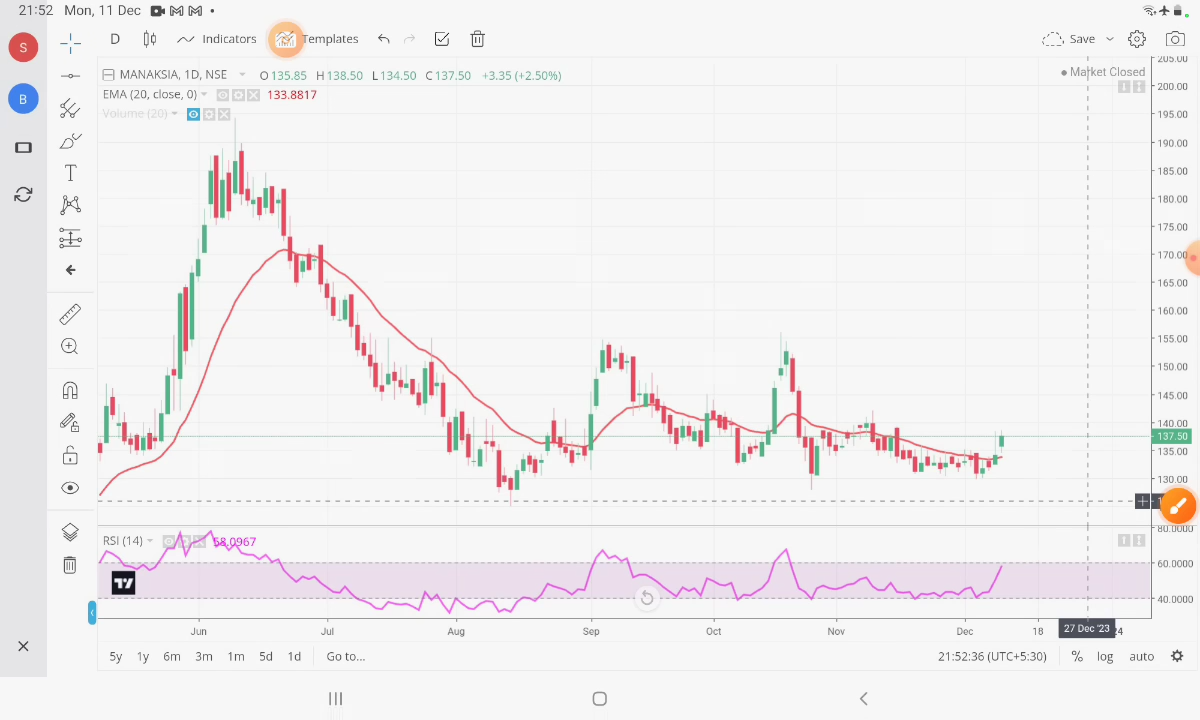 21:52 Mon, 11 Dec
S
D Indicators Templates Save
B
MANAKSIA, 1D, NSE O135.85 H138.50 L134.50 C137.50 +3.35 (+2.50%)
Market Closed
EMA (20, close, 0) 133.8817
Volume (20)
T
205.00
200.00
195.00
190.00
185.00
180.00
175.00
170.00
165.00
160.00
155.00
150.00
145.00
140.00
137.50
135.00
130.00
RSI (14) 58.0967
80.0000
60.0000
40.0000
Jun Jul Aug Sep Oct Nov Dec 18 27 Dec '23
5y 1y 6m 3m 1m 5d 1d Go to... 21:52:36 (UTC+5:30) % log auto